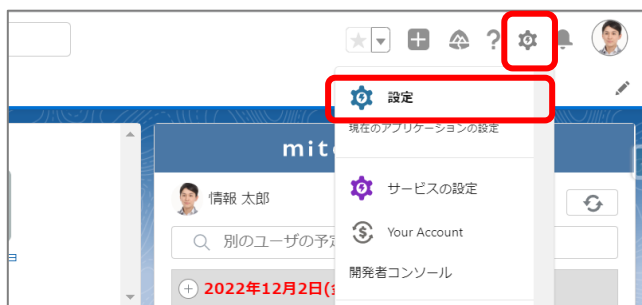 設定
現在のアプリケーションの設定
mit
情報 太郎
サービスの設定
別のユーザの予
Your Account
開発者コンソール
2022年12月2日(